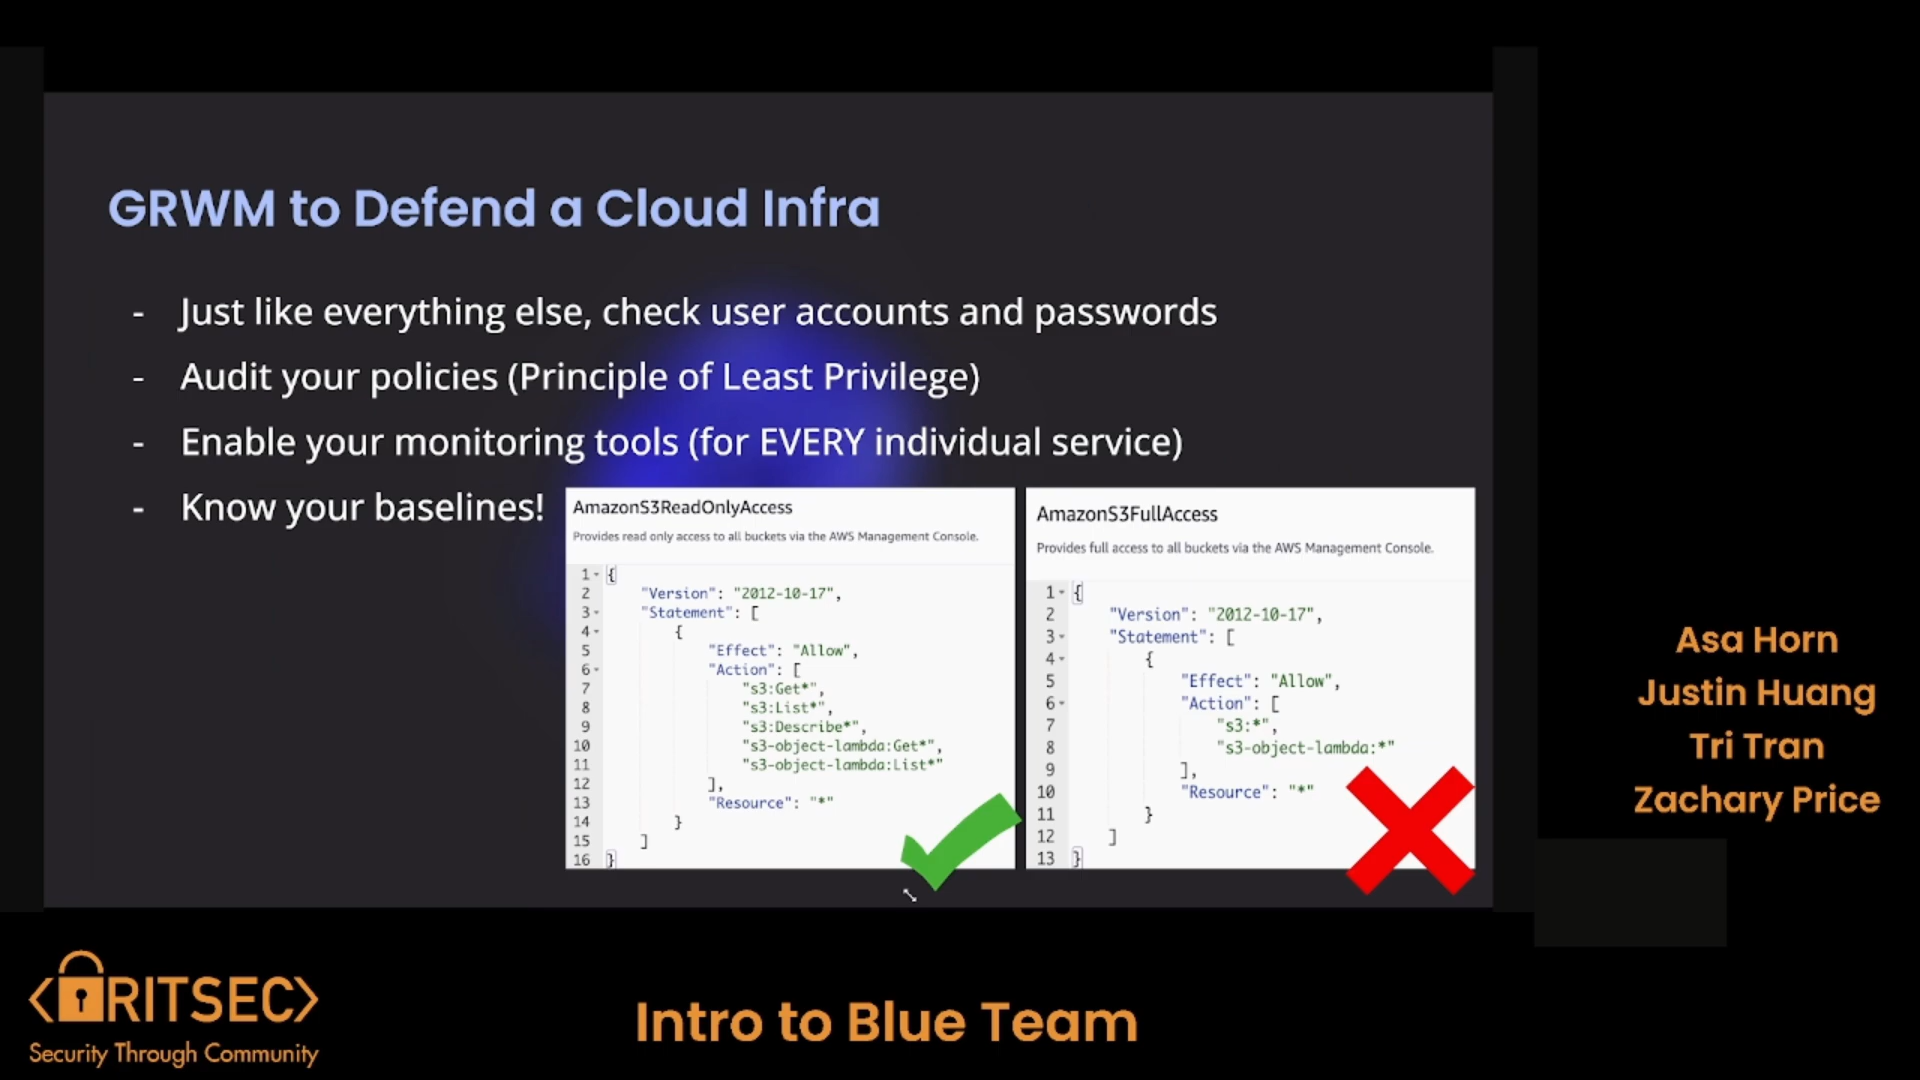 GRWM to Defend a Cloud Infra
- Just like everything else, check user accounts and passwords
- Audit your policies (Principle of Least Privilege)
- Enable your monitoring tools (for EVERY individual service)
- Know your baselines!
AmazonS3ReadOnlyAccess
Provides read only access to all buckets via the AWS Management Console.
1 {
2 "Version": "2012-10-17",
3 "Statement": [
4 {
5 "Effect": "Allow",
6 "Action": [
7 "s3:Get*",
8 "s3:List*",
9 "s3:Describe*",
10 "s3-object-lambda:Get*",
11 "s3-object-lambda:List*"
12 ],
13 "Resource": "*"
14 }
15 ]
16 }
AmazonS3FullAccess
Provides full access to all buckets via the AWS Management Console.
1 {
2 "Version": "2012-10-17",
3 "Statement": [
4 {
5 "Effect": "Allow",
6 "Action": [
7 "s3:*",
8 "s3-object-lambda:*"
9 ],
10 "Resource": "*"
11 }
12 ]
13 }
Asa Horn
Justin Huang
Tri Tran
Zachary Price
<RITSEC>
Security Through Community
Intro to Blue Team